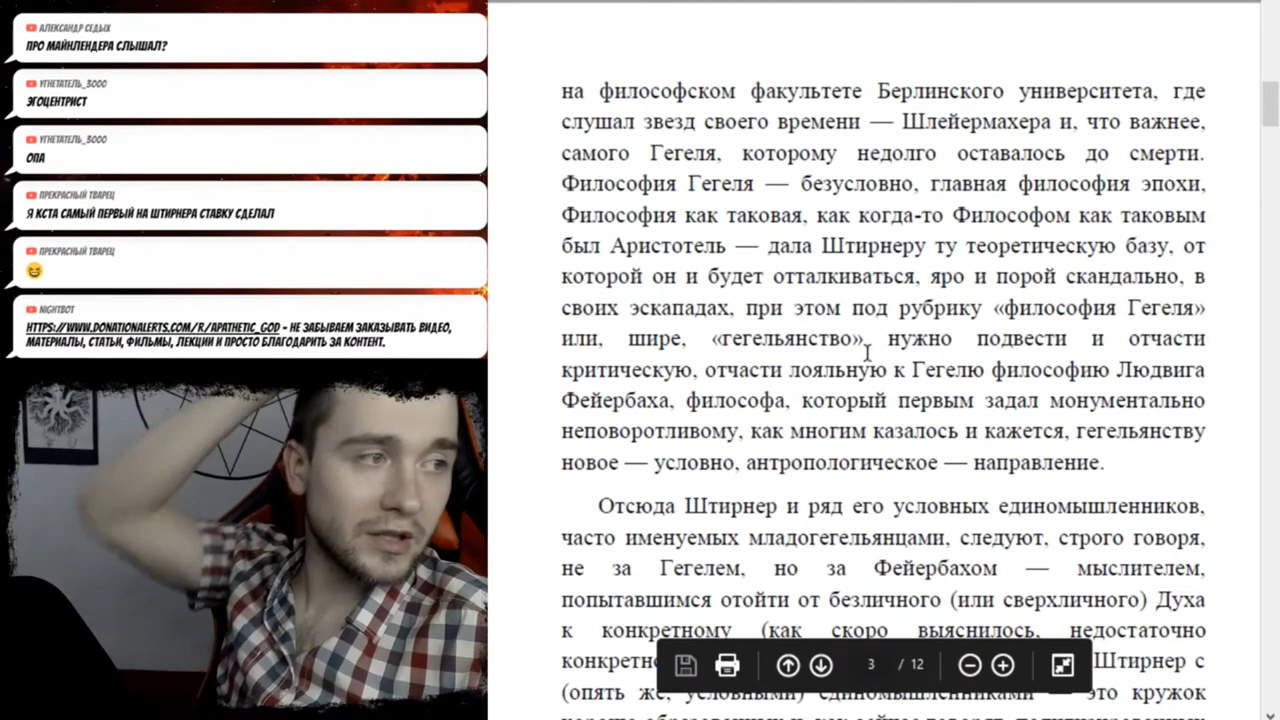 АЛЕКСАНДР СЕДЫХ
ПРО МАЙНЛЕНДЕРА СЛЫШАЛ?
УГНЕТАТЕЛЬ_3000
ЭГОЦЕНТРИСТ
УГНЕТАТЕЛЬ_3000
ОПА
ПРЕКРАСНЫЙ ТВАРЕЦ
Я КСТА САМЫЙ ПЕРВЫЙ НА ШТИРНЕРА СТАВКУ СДЕЛАЛ
ПРЕКРАСНЫЙ ТВАРЕЦ
😆
NIGHTBOT
HTTPS://WWW.DONATIONALERTS.COM/R/APATHETIC_GOD - НЕ ЗАБЫВАЕМ ЗАКАЗЫВАТЬ ВИДЕО,
МАТЕРИАЛЫ, СТАТЬИ, ФИЛЬМЫ, ЛЕКЦИИ И ПРОСТО БЛАГОДАРИТЬ ЗА КОНТЕНТ.
на философском факультете Берлинского университета, где
слушал звезд своего времени — Шлейермахера и, что важнее,
самого Гегеля, которому недолго оставалось до смерти.
Философия Гегеля — безусловно, главная философия эпохи,
Философия как таковая, как когда-то Философом как таковым
был Аристотель — дала Штирнеру ту теоретическую базу, от
которой он и будет отталкиваться, яро и порой скандально, в
своих эскападах, при этом под рубрику «философия Гегеля»
или, шире, «гегельянство» нужно подвести и отчасти
критическую, отчасти лояльную к Гегелю философию Людвига
Фейербаха, философа, который первым задал монументально
неповоротливому, как многим казалось и кажется, гегельянству
новое — условно, антропологическое — направление.
Отсюда Штирнер и ряд его условных единомышленников,
часто именуемых младогегельянцами, следуют, строго говоря,
не за Гегелем, но за Фейербахом — мыслителем,
попытавшимся отойти от безличного (или сверхличного) Духа
к конкретному (как скоро выяснилось, недостаточно
Штирнер с
(опять же, условными) единомышленниками — это кружок
3 / 12